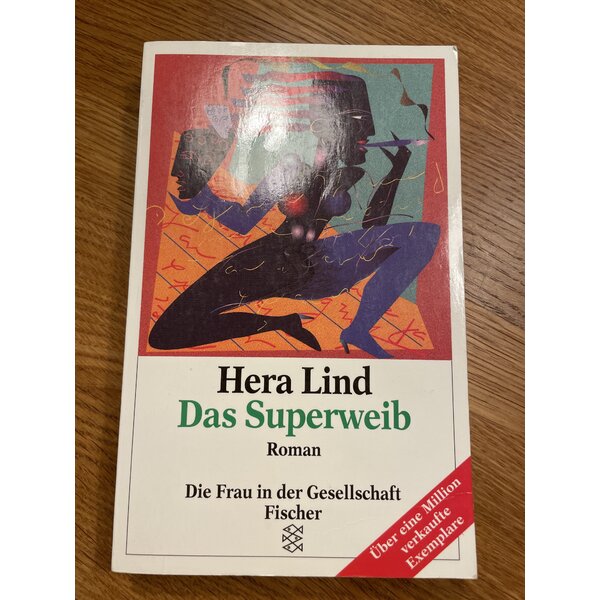 Hera Lind
Das Superweib
Roman
Die Frau in der Gesellschaft
Fischer
Über eine Million
verkaufte
Exemplare